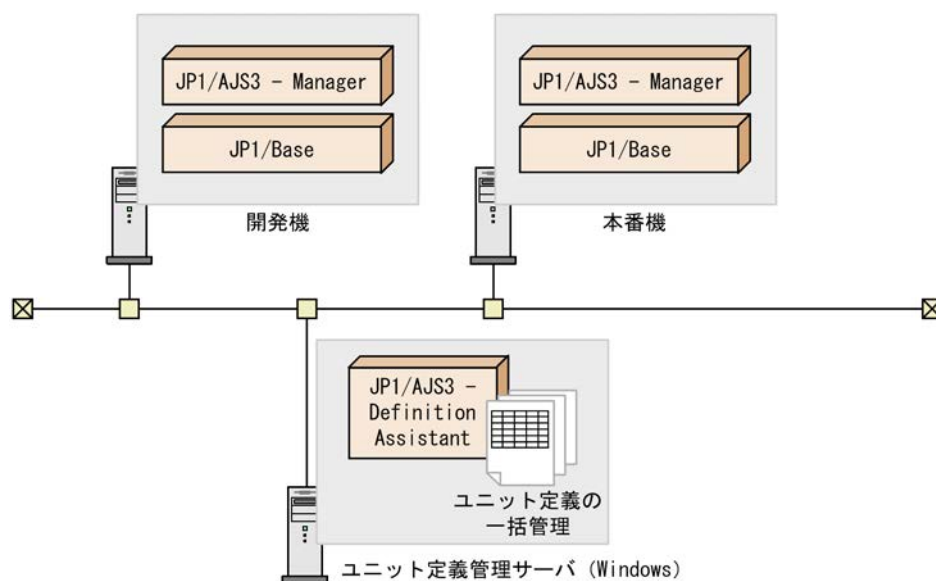 JP1/AJS3 - Manager
JP1/Base
開発機
JP1/AJS3 - Manager
JP1/Base
本番機
JP1/AJS3 -
Definition
Assistant
ユニット定義の
一括管理
ユニット定義管理サーバ（Windows）